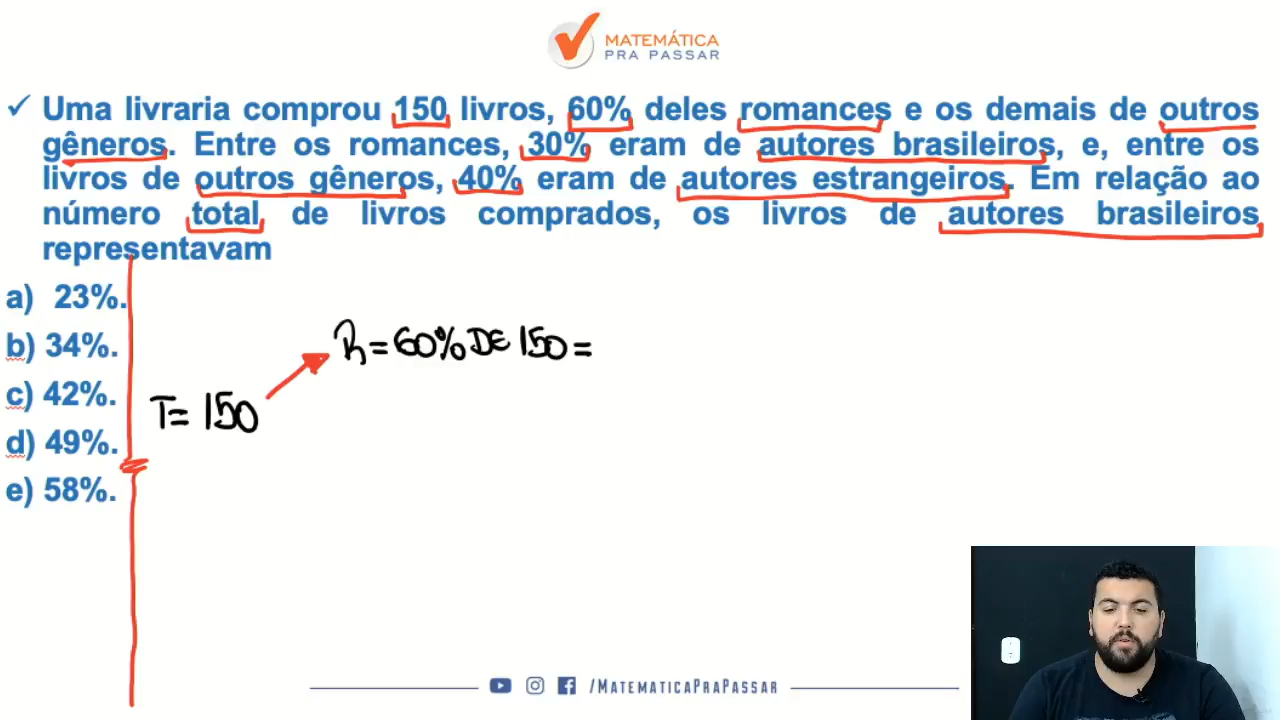 MATEMÁTICA
PRA PASSAR
✓ Uma livraria comprou 150 livros, 60% deles romances e os demais de outros
gêneros. Entre os romances, 30% eram de autores brasileiros, e, entre os
livros de outros gêneros, 40% eram de autores estrangeiros. Em relação ao
número total de livros comprados, os livros de autores brasileiros
representavam
a) 23%.
b) 34%.
c) 42%.
d) 49%.
e) 58%.
R = 60% DE 150 =
T = 150
/MATEMATICAPRAPASSAR